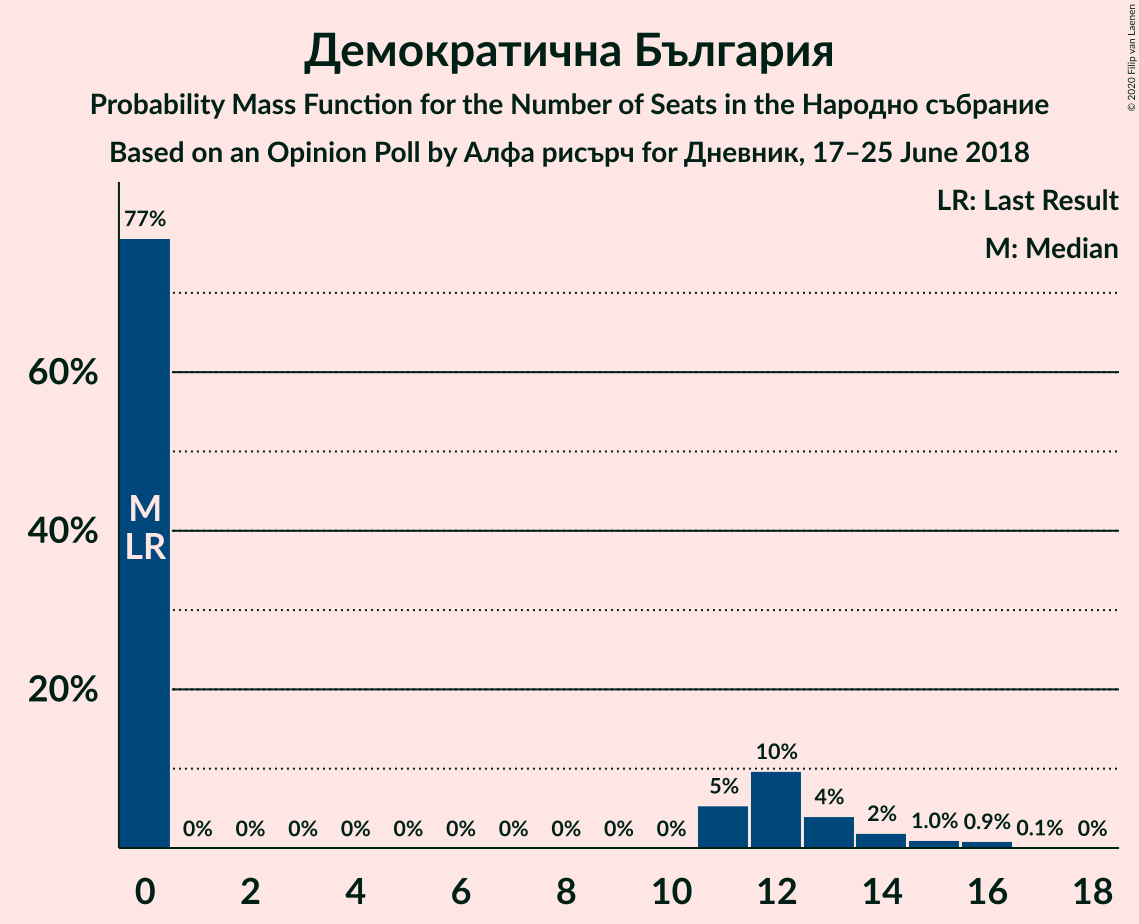 Демократична България
Probability Mass Function for the Number of Seats in the Народно събрание
Based on an Opinion Poll by Алфа рисърч for Дневник, 17–25 June 2018
© 2020 Filip van Laenen
LR: Last Result
M: Median
77%
60%
40%
20%
M
LR
0% 0% 0% 0% 0% 0% 0% 0% 0% 0% 5% 10% 4% 2% 1.0% 0.9% 0.1% 0%
0 2 4 6 8 10 12 14 16 18